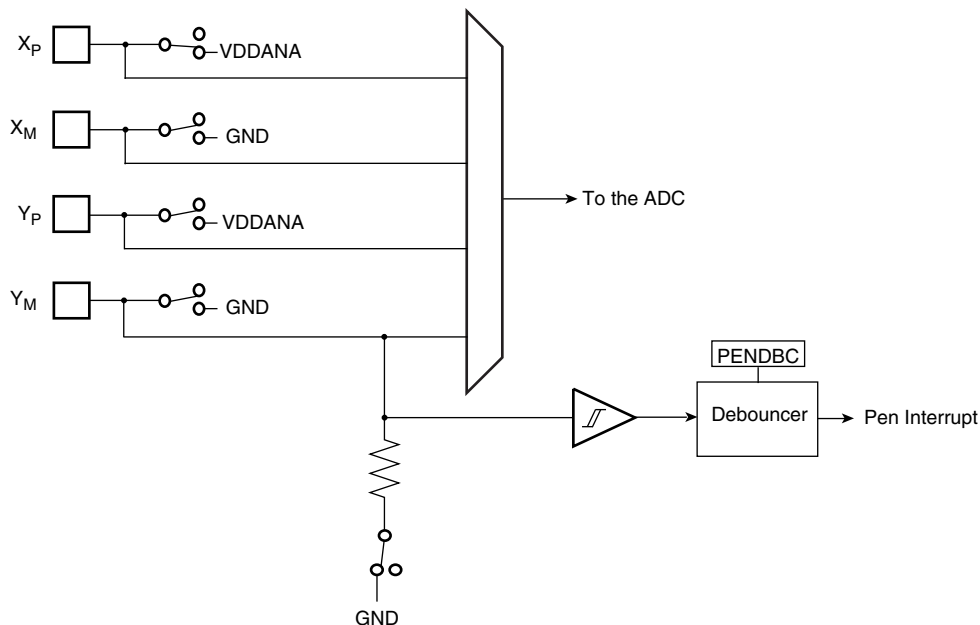 XP
VDDANA
XM
GND
YP
VDDANA
To the ADC
YM
GND
PENDBC
Debouncer
Pen Interrupt
GND